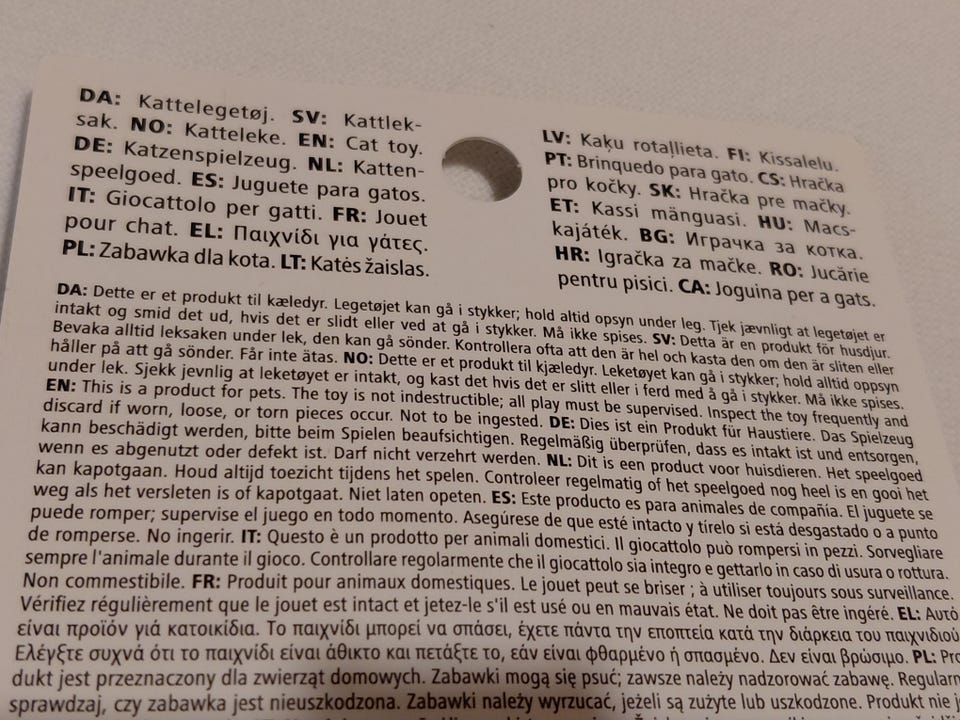 DA: Kattelegetøj. SV: Kattlek-
sak. NO: Katteleke. EN: Cat toy.
DE: Katzenspielzeug. NL: Katten-
speelgoed. ES: Juguete para gatos.
IT: Giocattolo per gatti. FR: Jouet
pour chat. EL: Παιχνίδι για γάτες.
PL: Zabawka dla kota. LT: Katės žaislas.
LV: Kaķu rotaļlieta. FI: Kissalelu.
PT: Brinquedo para gato. CS: Hračka
pro kočky. SK: Hračka pre mačky.
ET: Kassi mänguasi. HU: Macs-
kajáték. BG: Играчка за котка.
HR: Igračka za mačke. RO: Jucărie
pentru pisici. CA: Joguina per a gats.
DA: Dette er et produkt til kæledyr. Legetøjet kan gå i stykker; hold altid opsyn under leg. Tjek jævnligt at legetøjet er
intakt og smid det ud, hvis det er slidt eller ved at gå i stykker. Må ikke spises. SV: Detta är en produkt för husdjur.
Bevaka alltid leksaken under lek, den kan gå sönder. Kontrollera ofta att den är hel och kasta den om den är sliten eller
håller på att gå sönder. Får inte ätas. NO: Dette er et produkt til kjæledyr. Leketøyet kan gå i stykker; hold alltid oppsyn
under lek. Sjekk jevnlig at leketøyet er intakt, og kast det hvis det er slitt eller i ferd med å gå i stykker. Må ikke spises.
EN: This is a product for pets. The toy is not indestructible; all play must be supervised. Inspect the toy frequently and
discard if worn, loose, or torn pieces occur. Not to be ingested. DE: Dies ist ein Produkt für Haustiere. Das Spielzeug
kann beschädigt werden, bitte beim Spielen beaufsichtigen. Regelmäßig überprüfen, dass es intakt ist und entsorgen,
wenn es abgenutzt oder defekt ist. Darf nicht verzehrt werden. NL: Dit is een product voor huisdieren. Het speelgoed
kan kapotgaan. Houd altijd toezicht tijdens het spelen. Controleer regelmatig of het speelgoed nog heel is en gooi het
weg als het versleten is of kapotgaat. Niet laten opeten. ES: Este producto es para animales de compañía. El juguete se
puede romper; supervise el juego en todo momento. Asegúrese de que esté intacto y tírelo si está desgastado o a punto
de romperse. No ingerir. IT: Questo è un prodotto per animali domestici. Il giocattolo può rompersi in pezzi. Sorvegliare
sempre l'animale durante il gioco. Controllare regolarmente che il giocattolo sia integro e gettarlo in caso di usura o rottura.
Non commestibile. FR: Produit pour animaux domestiques. Le jouet peut se briser ; à utiliser toujours sous surveillance.
Vérifiez régulièrement que le jouet est intact et jetez-le s'il est usé ou en mauvais état. Ne doit pas être ingéré. EL: Αυτό
είναι προϊόν γιά κατοικίδια. Το παιχνίδι μπορεί να σπάσει, έχετε πάντα την εποπτεία κατά την διάρκεια του παιχνιδιού
Ελέγξτε συχνά ότι το παιχνίδι είναι άθικτο και πετάξτε το, εάν είναι φθαρμένο ή σπασμένο. Δεν είναι βρώσιμο. PL: Pro
dukt jest przeznaczony dla zwierząt domowych. Zabawki mogą się psuć; zawsze należy nadzorować zabawę. Regularn
sprawdzaj, czy zabawka jest nieuszkodzona. Zabawki należy wyrzucać, jeżeli są zużyte lub uszkodzone. Produkt nie j